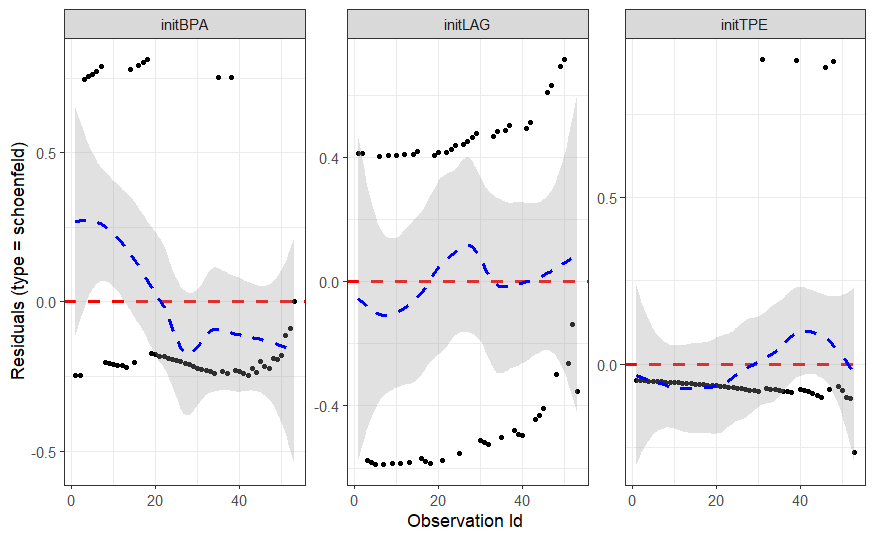 initBPA initLAG initTPE
Residuals (type = schoenfeld)
0.5
0.0
-0.5
0.4
0.0
-0.4
0.5
0.0
0 20 40 0 20 40 0 20 40
Observation Id